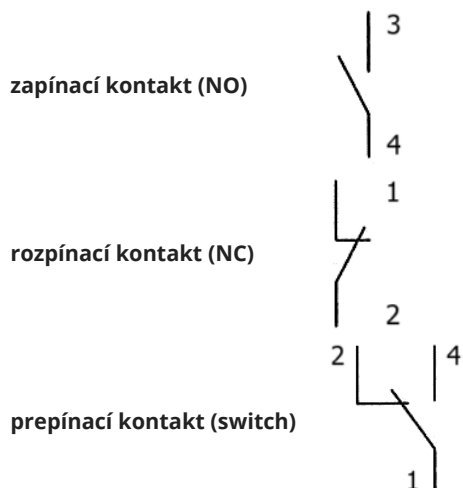 3
zapínací kontakt (NO)
4
1
rozpínací kontakt (NC)
2
2 4
prepínací kontakt (switch)
1